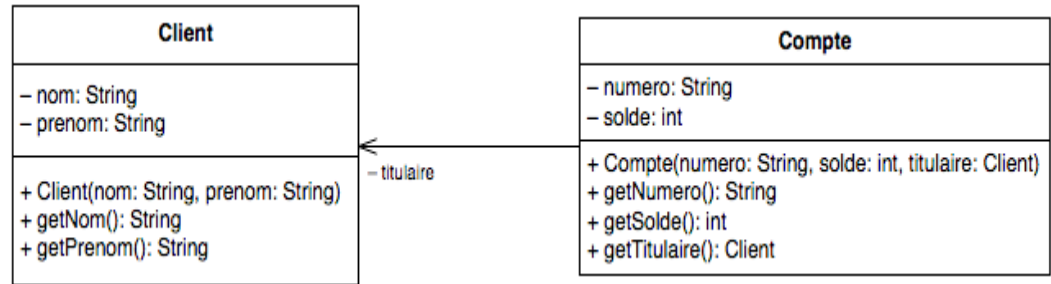 Client
– nom: String
– prenom: String
+ Client(nom: String, prenom: String)
+ getNom(): String
+ getPrenom(): String
– titulaire
Compte
– numero: String
– solde: int
+ Compte(numero: String, solde: int, titulaire: Client)
+ getNumero(): String
+ getSolde(): int
+ getTitulaire(): Client